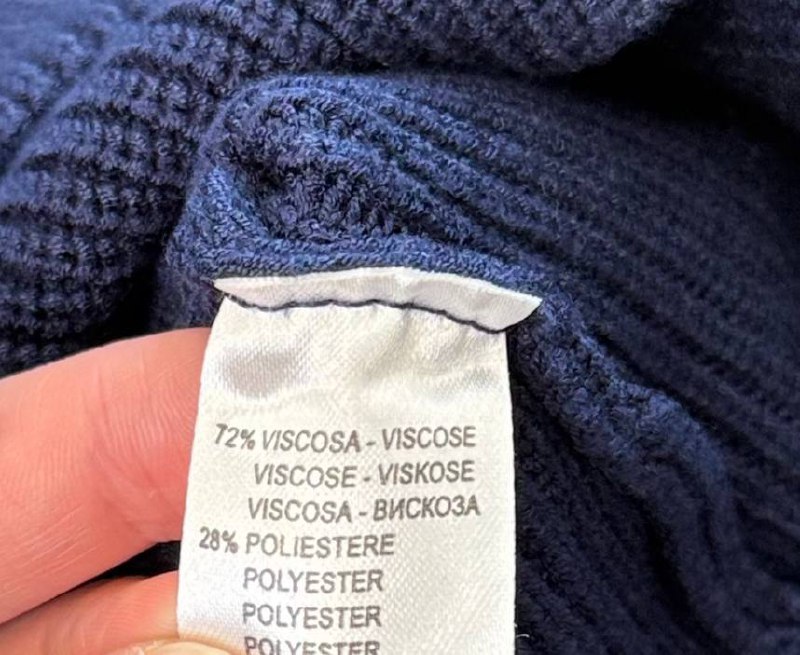 72% VISCOSA - VISCOSE
VISCOSE - VISKOSE
VISCOSA - ВИСКОЗА
28% POLIESTERE
POLYESTER
POLYESTER
POLYESTER